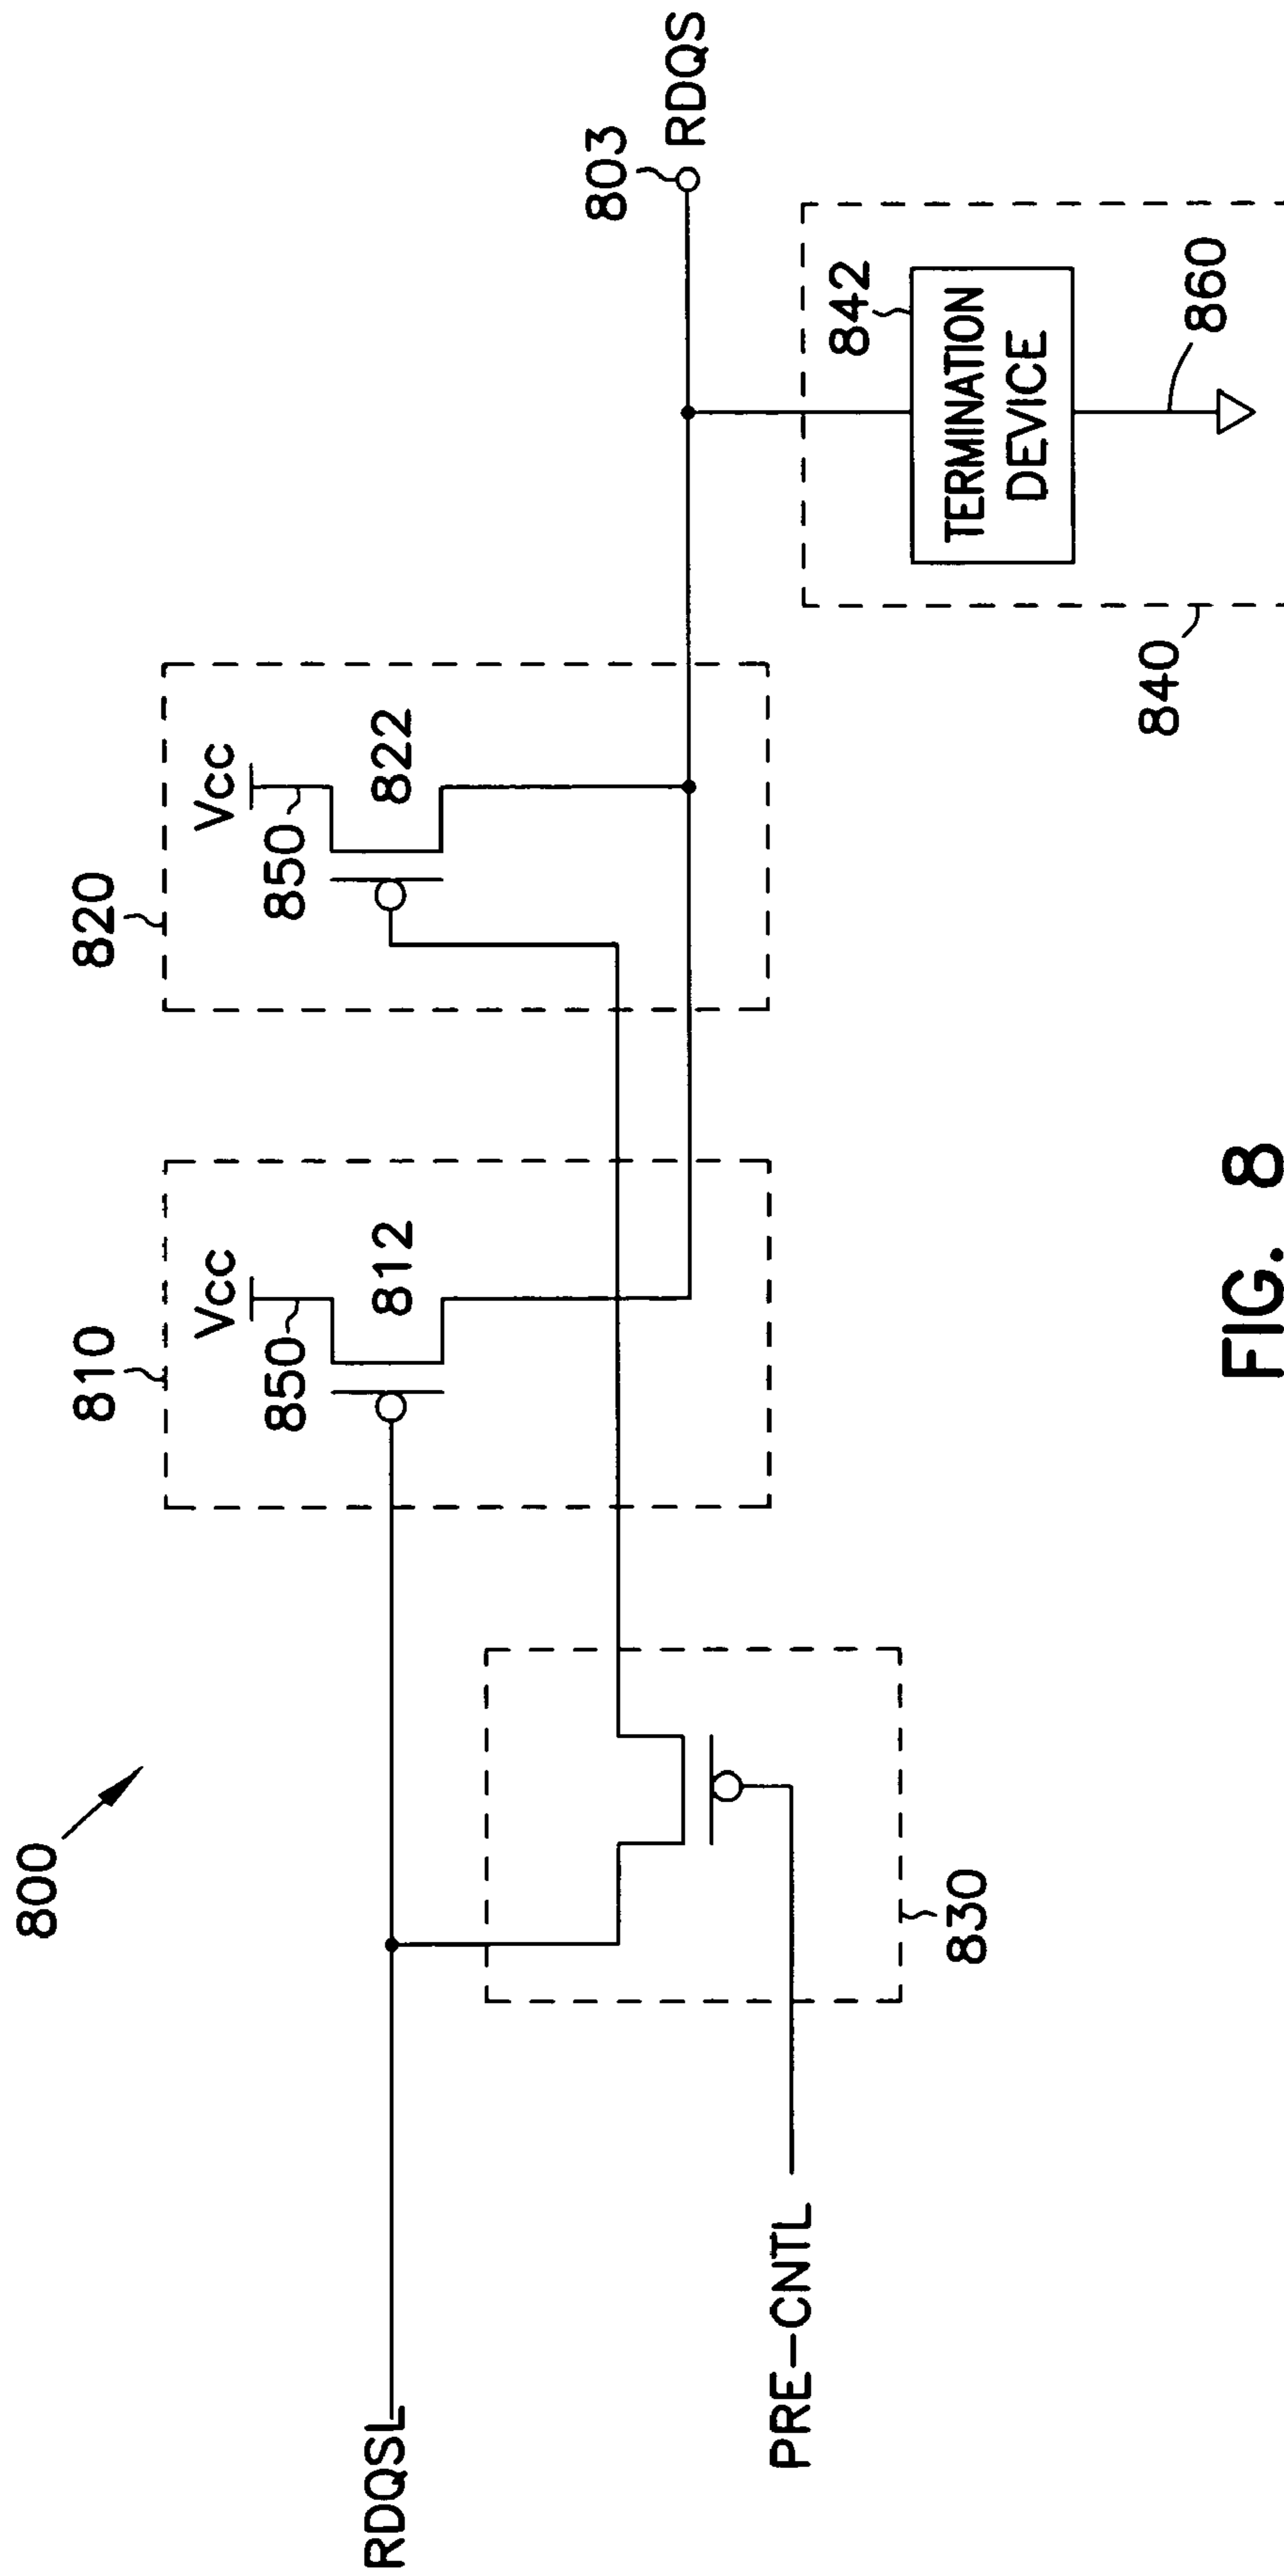 800
810
820
Vcc
Vcc
850
850
812
822
803
RDQS
RDQSL
PRE-CNTL
830
842
TERMINATION
DEVICE
840
860
FIG. 8